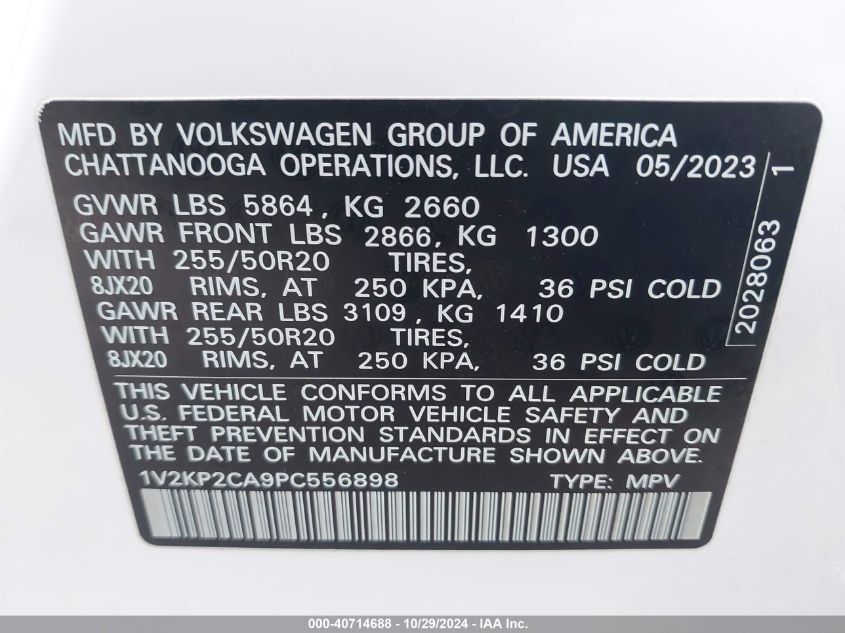 MFD BY VOLKSWAGEN GROUP OF AMERICA
CHATTANOOGA OPERATIONS, LLC. USA 05/2023
GVWR LBS 5864, KG 2660
GAWR FRONT LBS 2866, KG 1300
WITH 255/50R20 TIRES,
8JX20 RIMS, AT 250 KPA, 36 PSI COLD
GAWR REAR LBS 3109, KG 1410
WITH 255/50R20 TIRES,
8JX20 RIMS, AT 250 KPA, 36 PSI COLD
2028063 1
THIS VEHICLE CONFORMS TO ALL APPLICABLE
U.S. FEDERAL MOTOR VEHICLE SAFETY AND
THEFT PREVENTION STANDARDS IN EFFECT ON
THE DATE OF MANUFACTURE SHOWN ABOVE.
1V2KP2CA9PC556898 TYPE: MPV
000-40714688 - 10/29/2024 - IAA Inc.